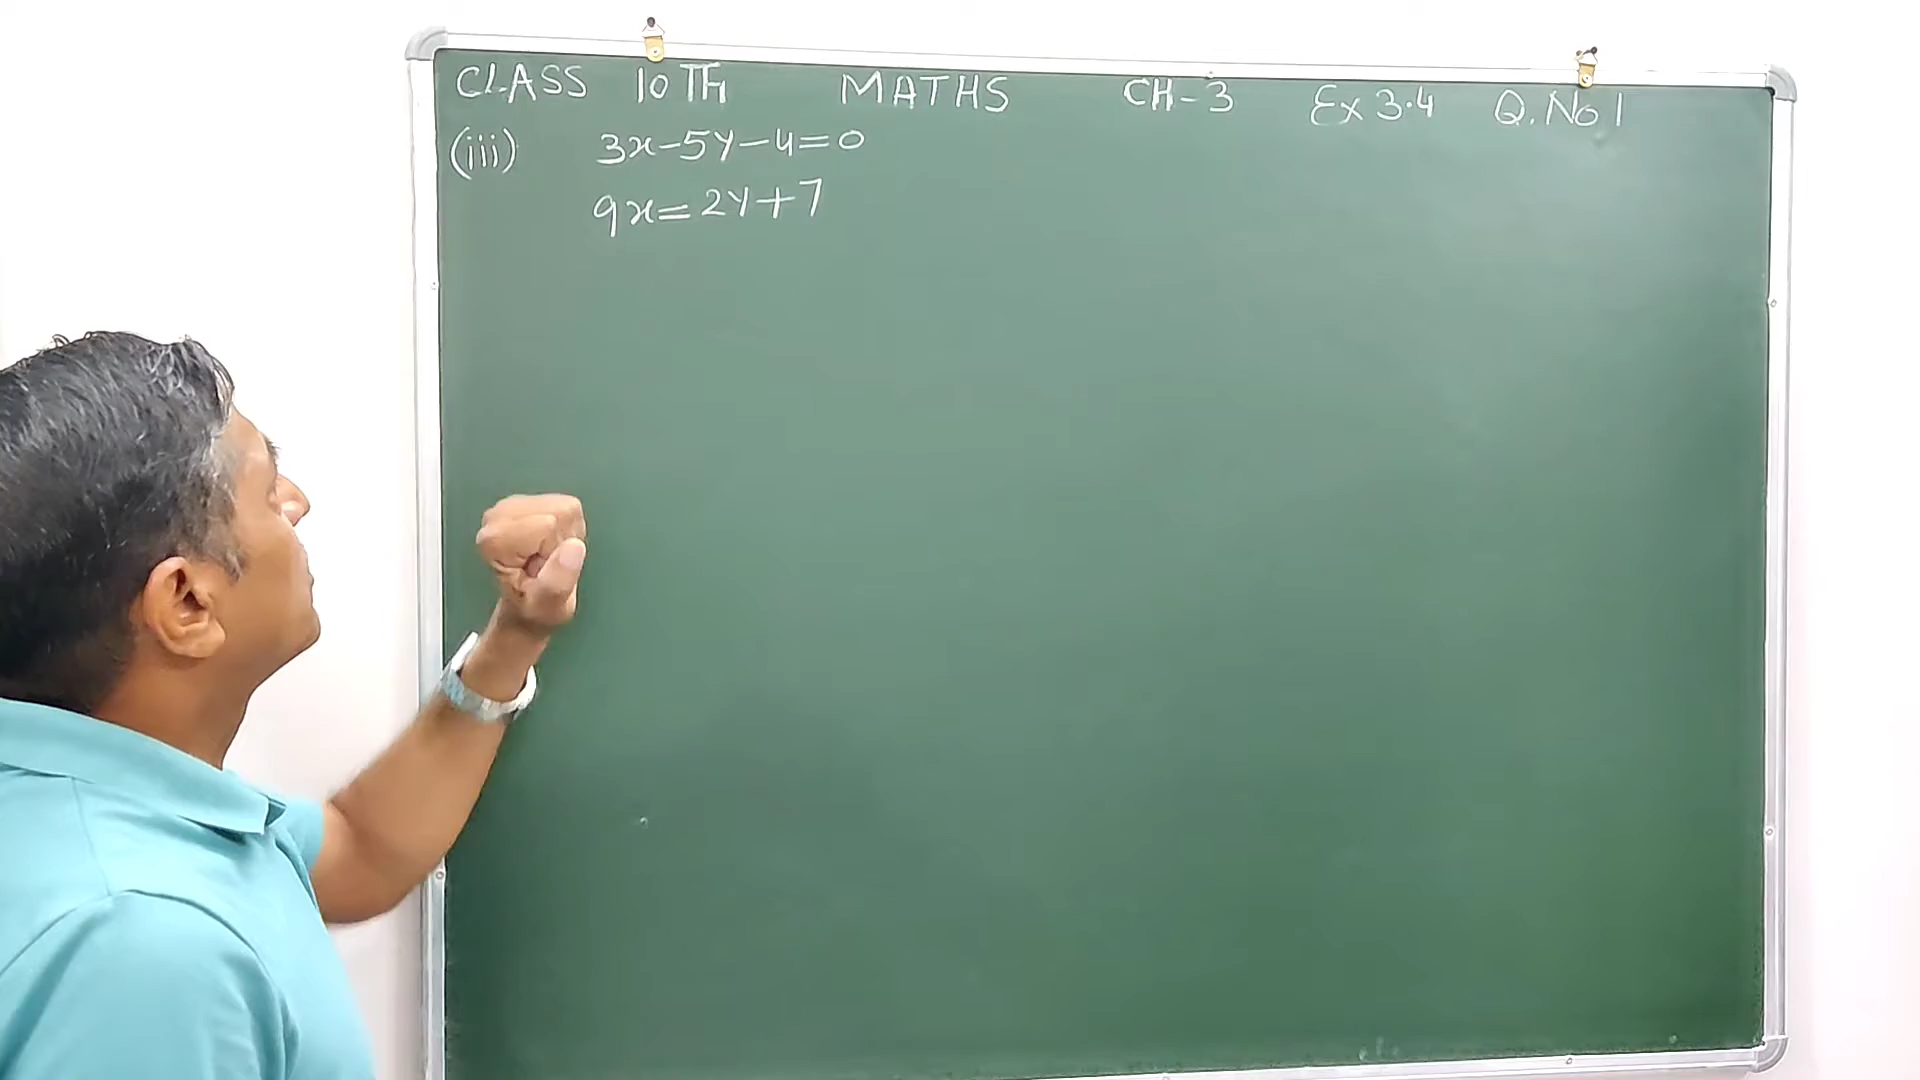 CLASS 10TH MATHS CH-3 Ex 3.4 Q.No 1
(iii) 3x-5y-4=0
9x=2y+7